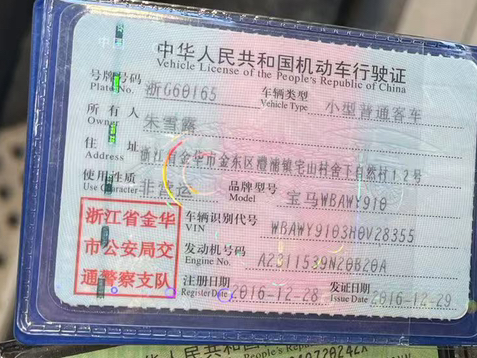 中华人民共和国机动车行驶证
Vehicle License of the People's Republic of China
号牌号码 浙G60165 车辆类型 小型普通客车
Plate No. Vehicle Type
所有人 朱雪露
Owner
住址 浙江省金华市金东区澧浦镇宅山村舍下自然村12号
Address
使用性质 非营运 品牌型号 宝马WBAWY910
Use Character Model
浙江省金华
市公安局交
通警察支队
车辆识别代号 WBAWY9103H0V28355
VIN
发动机号码 A2311539N20B20A
Engine No.
注册日期 2016-12-28 发证日期 2016-12-29
Register Date Issue Date